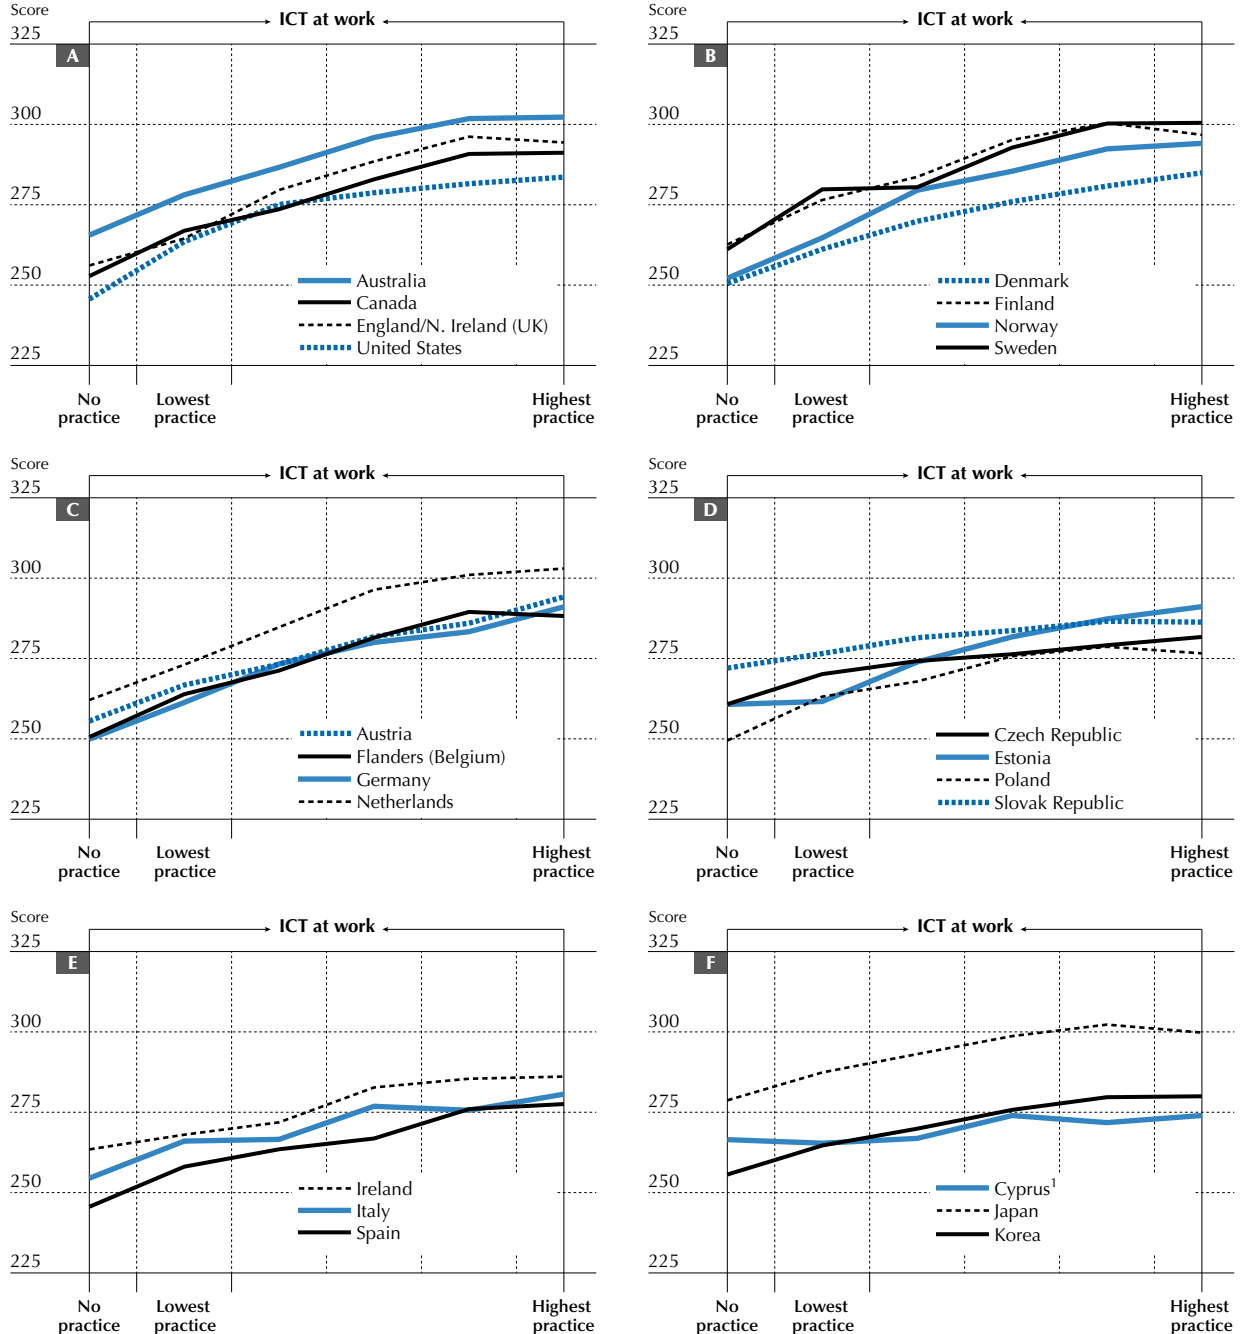 Score
325
ICT at work
A
300
275
250
225
Australia
Canada
England/N. Ireland (UK)
United States
No practice
Lowest practice
Highest practice
Score
325
ICT at work
B
300
275
250
225
Denmark
Finland
Norway
Sweden
No practice
Lowest practice
Highest practice
Score
325
ICT at work
C
300
275
250
225
Austria
Flanders (Belgium)
Germany
Netherlands
No practice
Lowest practice
Highest practice
Score
325
ICT at work
D
300
275
250
225
Czech Republic
Estonia
Poland
Slovak Republic
No practice
Lowest practice
Highest practice
Score
325
ICT at work
E
300
275
250
225
Ireland
Italy
Spain
No practice
Lowest practice
Highest practice
Score
325
ICT at work
F
300
275
250
225
Cyprus¹
Japan
Korea
No practice
Lowest practice
Highest practice